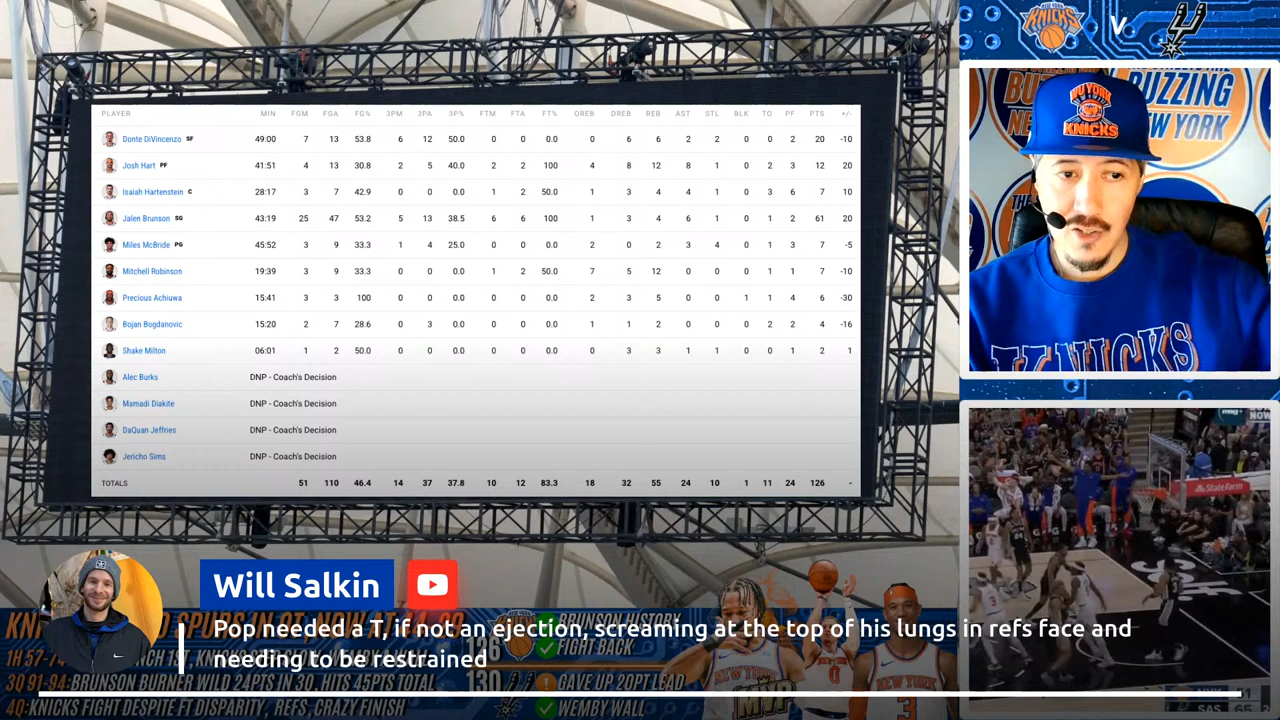 KNICKS
V
PLAYER MIN FGM FGA FG% 3PM 3PA 3P% FTM FTA FT% OREB DREB REB AST STL BLK TO PF PTS +/-
Donte DiVincenzo SF 49:00 7 13 53.8 6 12 50.0 0 0 0.0 0 6 6 2 2 0 0 2 20 -10
Josh Hart PF 41:51 4 13 30.8 2 5 40.0 2 2 100 4 8 12 8 1 0 2 3 12 20
Isaiah Hartenstein C 28:17 3 7 42.9 0 0 0.0 1 2 50.0 1 3 4 4 1 0 3 6 7 10
Jalen Brunson SG 43:19 25 47 53.2 5 13 38.5 6 6 100 1 3 4 6 1 0 1 2 61 20
Miles McBride PG 45:52 3 9 33.3 1 4 25.0 0 0 0.0 2 0 2 3 4 0 1 3 7 -5
Mitchell Robinson 19:39 3 9 33.3 0 0 0.0 1 2 50.0 7 5 12 0 0 0 1 1 7 -10
Precious Achiuwa 15:41 3 3 100 0 0 0.0 0 0 0.0 2 3 5 0 0 1 1 4 6 -30
Bojan Bogdanovic 15:20 2 7 28.6 0 3 0.0 0 0 0.0 1 1 2 0 0 0 2 2 4 -16
Shake Milton 06:01 1 2 50.0 0 0 0.0 0 0 0.0 0 3 3 1 1 0 0 1 2 1
Alec Burks DNP - Coach's Decision
Mamadi Diakite DNP - Coach's Decision
DaQuan Jeffries DNP - Coach's Decision
Jericho Sims DNP - Coach's Decision
TOTALS 51 110 46.4 14 37 37.8 10 12 83.3 18 32 55 24 10 1 11 24 126 -
BUZZING
BUZZING
NEW YORK
KNICKS
KNICKS
State Farm
Will Salkin
Pop needed a T, if not an ejection, screaming at the top of his lungs in refs face and
needing to be restrained
BRUNSON HISTORY
FIGHT BACK
136
130
GAVE UP 20PT LEAD
WEMBY WALL
3Q 91-94: BRUNSON BURNER WILD 24PTS IN 3Q, HITS 45PTS TOTAL
4Q: KNICKS FIGHT DESPITE FT DISPARITY, REFS, CRAZY FINISH
NEW YORK
MVP
NEW YORK
3
SAS 65